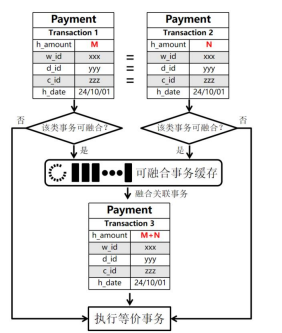 Payment
Transaction 1
h_amount M
w_id xxx
d_id yyy
c_id zzz
h_date 24/10/01
=
=
=
Payment
Transaction 2
h_amount N
w_id xxx
d_id yyy
c_id zzz
h_date 24/10/01
否
该类事务可融合？
是
该类事务可融合？
否
是
可融合事务缓存
融合关联事务
Payment
Transaction 3
h_amount M+N
w_id xxx
d_id yyy
c_id zzz
h_date 24/10/01
执行等价事务